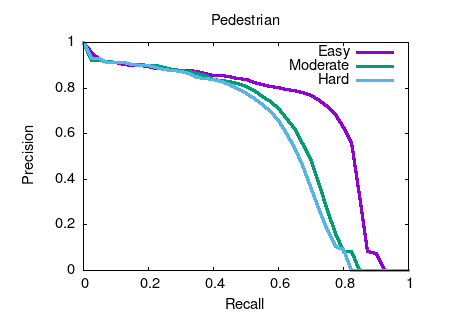 Pedestrian
Easy
Moderate
Hard
Precision
1
0.8
0.6
0.4
0.2
0
0 0.2 0.4 0.6 0.8 1
Recall